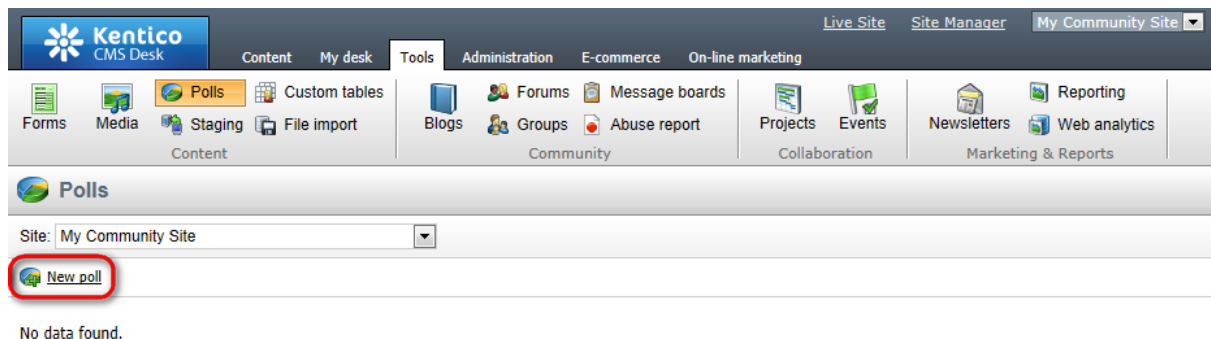 Live Site Site Manager My Community Site
Kentico
CMS Desk
Content My desk Tools Administration E-commerce On-line marketing
Polls Custom tables Forums Message boards Reporting
Forms Media Staging File import Blogs Groups Abuse report Projects Events Newsletters Web analytics
Content Community Collaboration Marketing & Reports
Polls
Site: My Community Site
New poll
No data found.